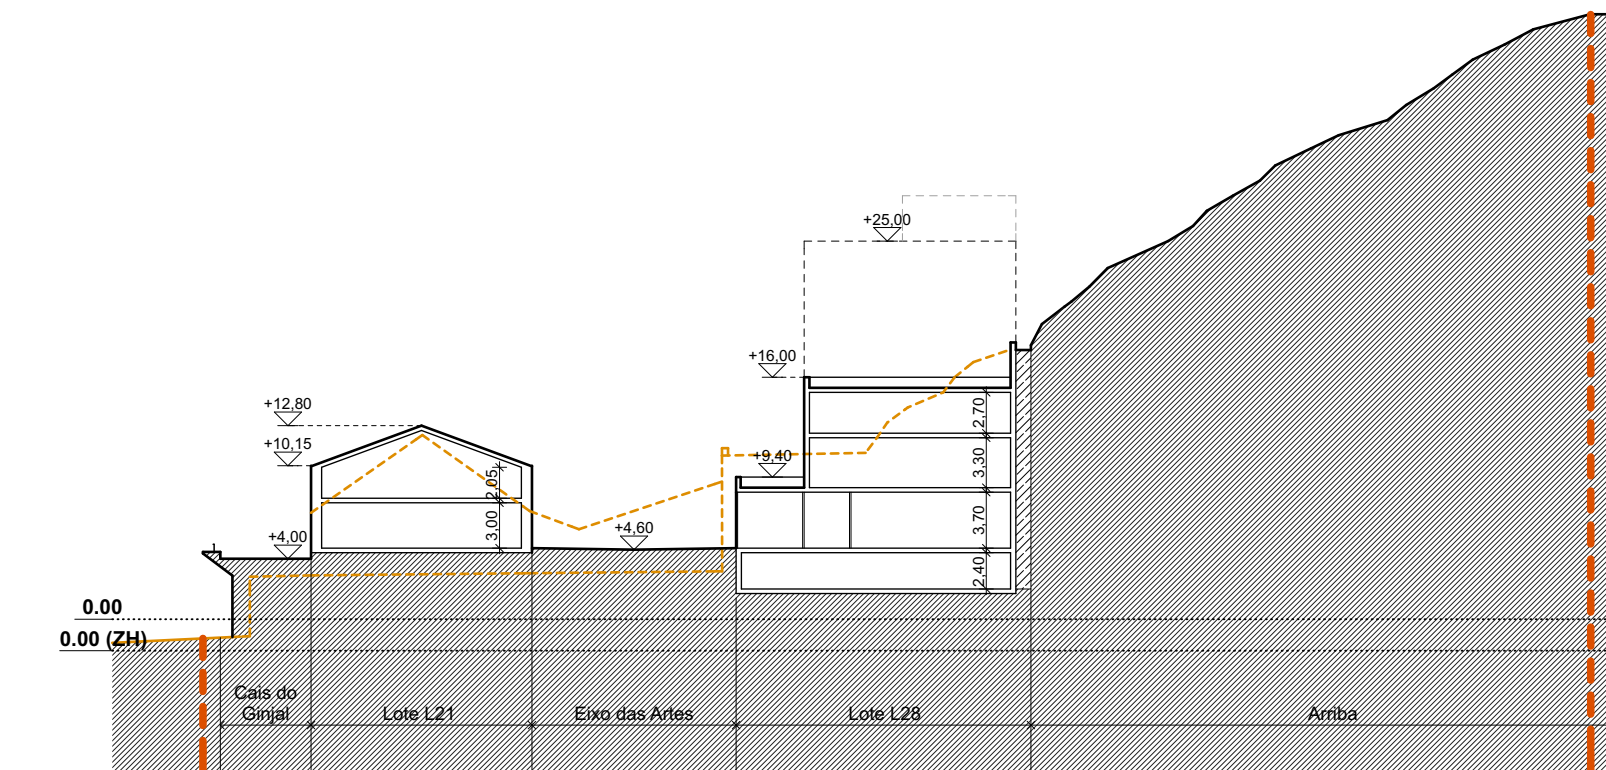 +25,00
+16,00
+12,80
+10,15
+9,40
+4,60
+4,00
2,70
3,30
3,70
2,40
2,05
3,00
0.00
0.00 (ZH)
Cais do
Ginjal
Lote L21
Eixo das Artes
Lote L28
Arriba